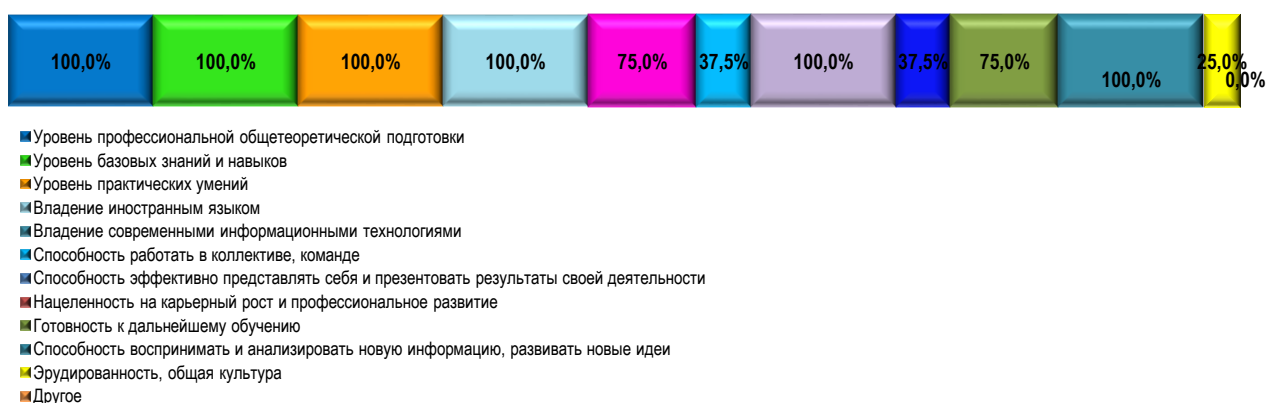 100,0% 100,0% 100,0% 100,0% 75,0% 37,5% 100,0% 37,5% 75,0% 100,0% 25,0% 0,0%
Уровень профессиональной общетеоретической подготовки
Уровень базовых знаний и навыков
Уровень практических умений
Владение иностранным языком
Владение современными информационными технологиями
Способность работать в коллективе, команде
Способность эффективно представлять себя и презентовать результаты своей деятельности
Нацеленность на карьерный рост и профессиональное развитие
Готовность к дальнейшему обучению
Способность воспринимать и анализировать новую информацию, развивать новые идеи
Эрудированность, общая культура
Другое